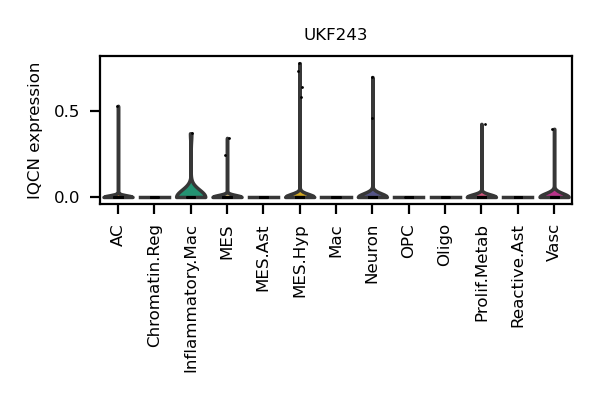 UKF243
IQCN expression
0.5
0.0
AC
Chromatin.Reg
Inflammatory.Mac
MES
MES.Ast
MES.Hyp
Mac
Neuron
OPC
Oligo
Prolif.Metab
Reactive.Ast
Vasc